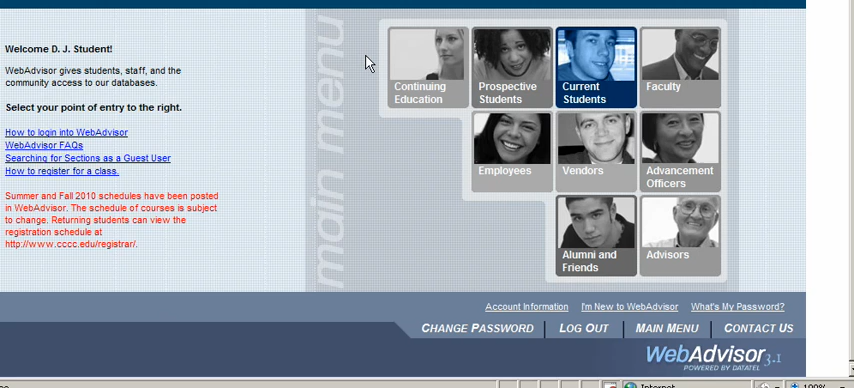 Welcome D. J. Student!
WebAdvisor gives students, staff, and the
community access to our databases.
Select your point of entry to the right.
How to login into WebAdvisor
WebAdvisor FAQs
Searching for Sections as a Guest User
How to register for a class.
Summer and Fall 2010 schedules have been posted
in WebAdvisor. The schedule of courses is subject
to change. Returning students can view the
registration schedule at
http://www.cccc.edu/registrar/.
main menu
Continuing
Education
Prospective
Students
Current
Students
Faculty
Employees
Vendors
Advancement
Officers
Alumni and
Friends
Advisors
Account Information I'm New to WebAdvisor What's My Password?
CHANGE PASSWORD LOG OUT MAIN MENU CONTACT US
WebAdvisor 3.1
POWERED BY DATATEL
Internet
100%